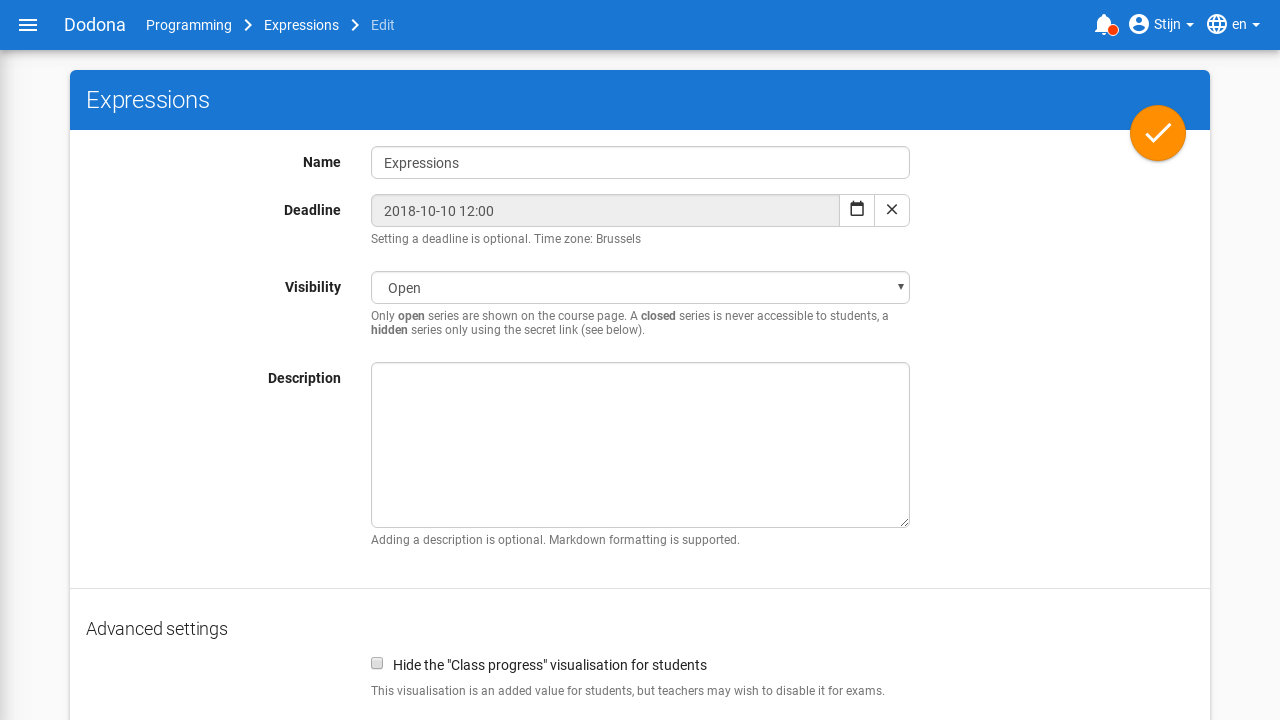 Dodona Programming Expressions Edit Stijn en
Expressions
Name Expressions
Deadline 2018-10-10 12:00
Setting a deadline is optional. Time zone: Brussels
Visibility Open
Only open series are shown on the course page. A closed series is never accessible to students, a
hidden series only using the secret link (see below).
Description
Adding a description is optional. Markdown formatting is supported.
Advanced settings
Hide the "Class progress" visualisation for students
This visualisation is an added value for students, but teachers may wish to disable it for exams.